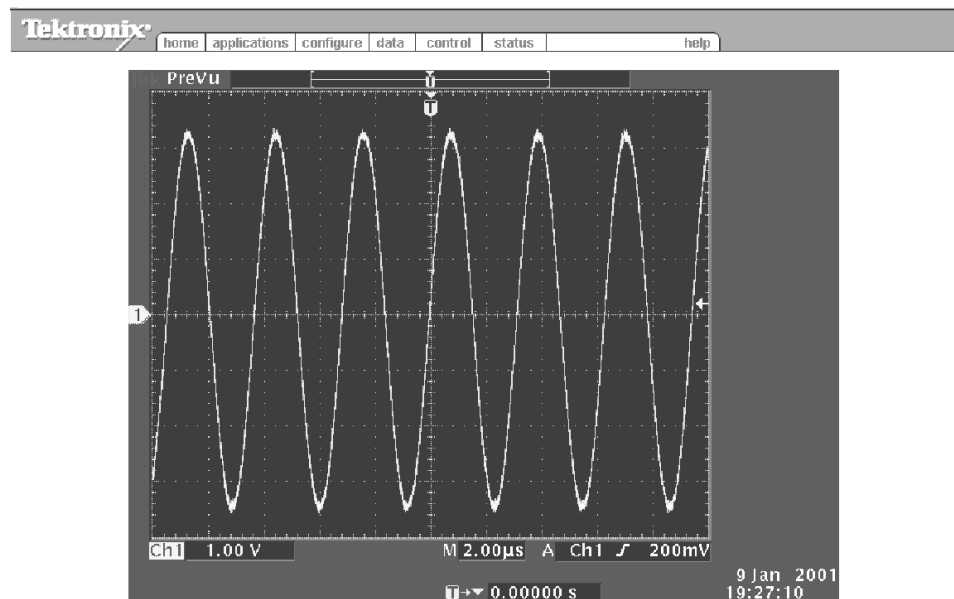 Tektronix
home applications configure data control status help
Tek PreVu
U
T
1
Ch1 1.00 V M 2.00µs A Ch1 200mV
T→▾ 0.00000 s
9 Jan 2001
19:27:10